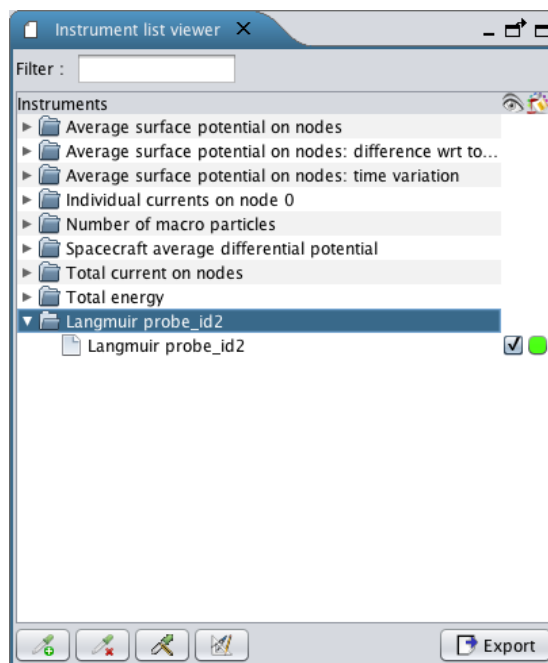 Instrument list viewer
Filter :
Instruments
Average surface potential on nodes
Average surface potential on nodes: difference wrt to...
Average surface potential on nodes: time variation
Individual currents on node 0
Number of macro particles
Spacecraft average differential potential
Total current on nodes
Total energy
Langmuir probe_id2
Langmuir probe_id2
Export